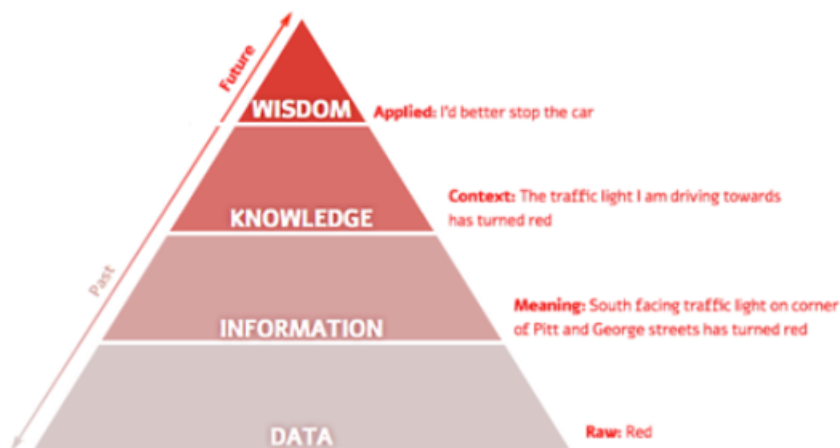 Future
WISDOM
Applied: I'd better stop the car
Context: The traffic light I am driving towards
has turned red
KNOWLEDGE
Past
Meaning: South facing traffic light on corner
of Pitt and George streets has turned red
INFORMATION
Raw: Red
DATA